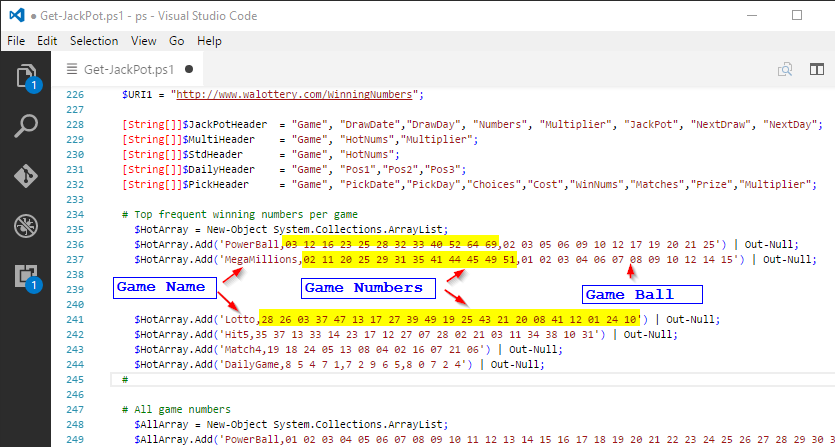 ● Get-JackPot.ps1 - ps - Visual Studio Code
File Edit Selection View Go Help
1 Get-JackPot.ps1 ●
226 $URI1 = "http://www.walottery.com/WinningNumbers";
227
228 [String[]]$JackPotHeader = "Game", "DrawDate","DrawDay", "Numbers", "Multiplier", "JackPot", "NextDraw", "NextDay";
229 [String[]]$MultiHeader = "Game", "HotNums","Multiplier";
230 [String[]]$StdHeader = "Game", "HotNums";
231 [String[]]$DailyHeader = "Game", "Pos1","Pos2","Pos3";
232 [String[]]$PickHeader = "Game", "PickDate","PickDay","Choices","Cost","WinNums","Matches","Prize","Multiplier";
233
234 # Top frequent winning numbers per game
235 $HotArray = New-Object System.Collections.ArrayList;
236 $HotArray.Add('PowerBall,03 12 16 23 25 28 32 33 40 52 64 69,02 03 05 06 09 10 12 17 19 20 21 25') | Out-Null;
237 $HotArray.Add('MegaMillions,02 11 20 25 29 31 35 41 44 45 49 51,01 02 03 04 06 07 08 09 10 12 14 15') | Out-Null;
238
239 Game Name Game Numbers Game Ball
240
241 $HotArray.Add('Lotto,28 26 03 37 47 13 17 27 39 49 19 25 43 21 20 08 41 12 01 24 10') | Out-Null;
242 $HotArray.Add('Hit5,35 37 13 33 14 23 17 12 27 07 28 02 21 03 11 34 38 10 31') | Out-Null;
243 $HotArray.Add('Match4,19 18 24 05 13 08 04 02 16 07 21 06') | Out-Null;
244 $HotArray.Add('DailyGame,8 5 4 7 1,7 2 9 6 5,8 0 7 2 4') | Out-Null;
245 #
246
247 # All game numbers
248 $AllArray = New-Object System.Collections.ArrayList;
249 $AllArray.Add('PowerBall,01 02 03 04 05 06 07 08 09 10 11 12 13 14 15 16 17 18 19 20 21 22 23 24 25 26 27 28 29 30 3
1